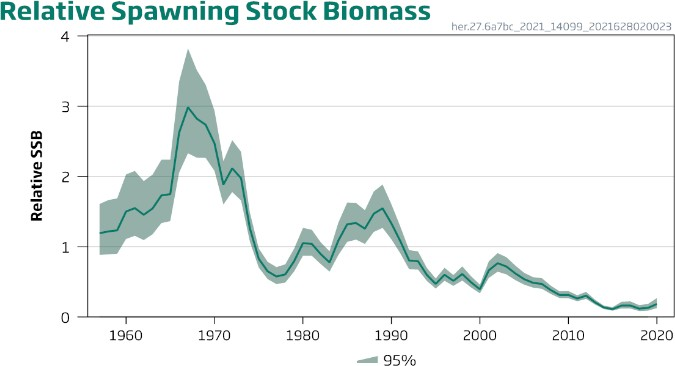 Relative Spawning Stock Biomass
her.27.6a7bc_2021_14099_2021628020023
4
3
2
1
0
Relative SSB
1960 1970 1980 1990 2000 2010 2020
95%